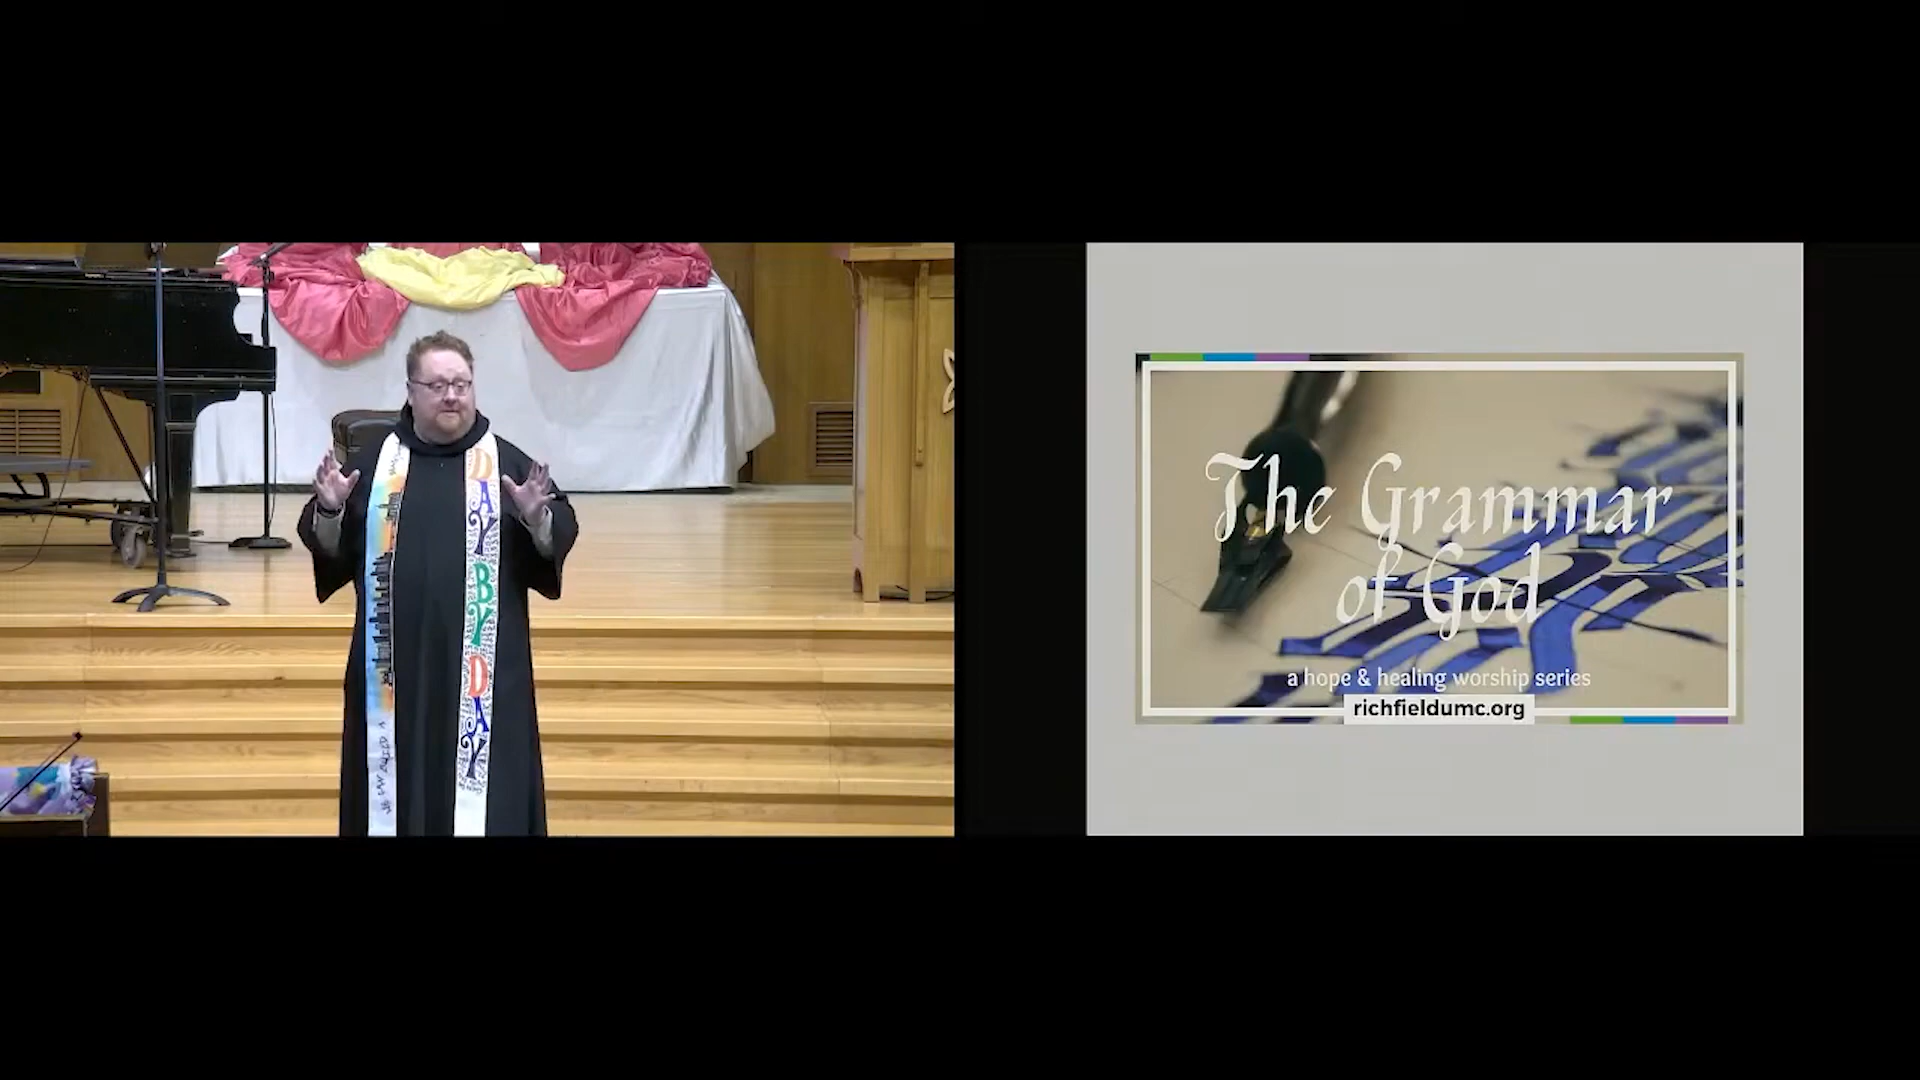 DAY BY DAY
The Grammar
of God
a hope & healing worship series
richfieldumc.org